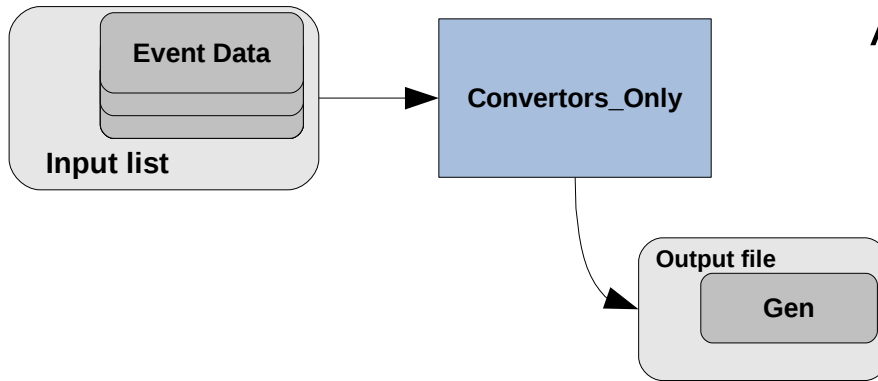 Event Data
Input list
Convertors_Only
Output file
Gen